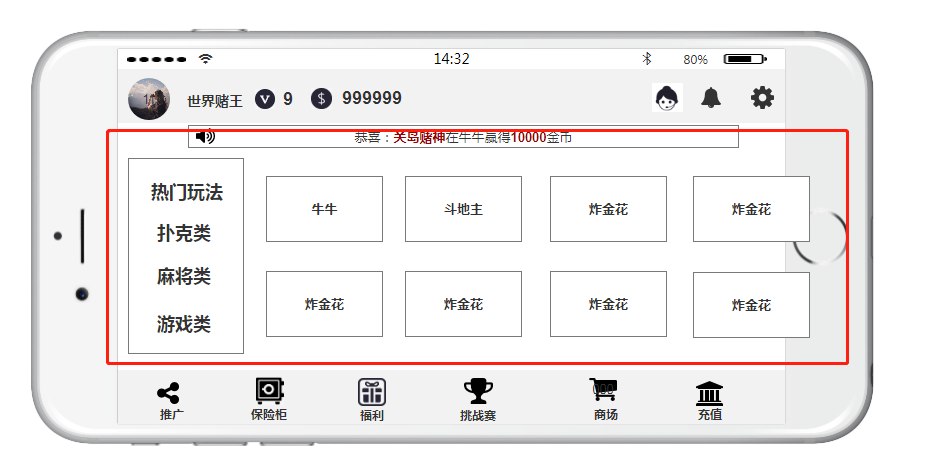 14:32
80%
世界赌王 V 9 $ 999999
恭喜：关岛赌神在牛牛赢得10000金币
热门玩法
扑克类
麻将类
游戏类
牛牛
斗地主
炸金花
炸金花
炸金花
炸金花
炸金花
炸金花
推广
保险柜
福利
挑战赛
商场
充值